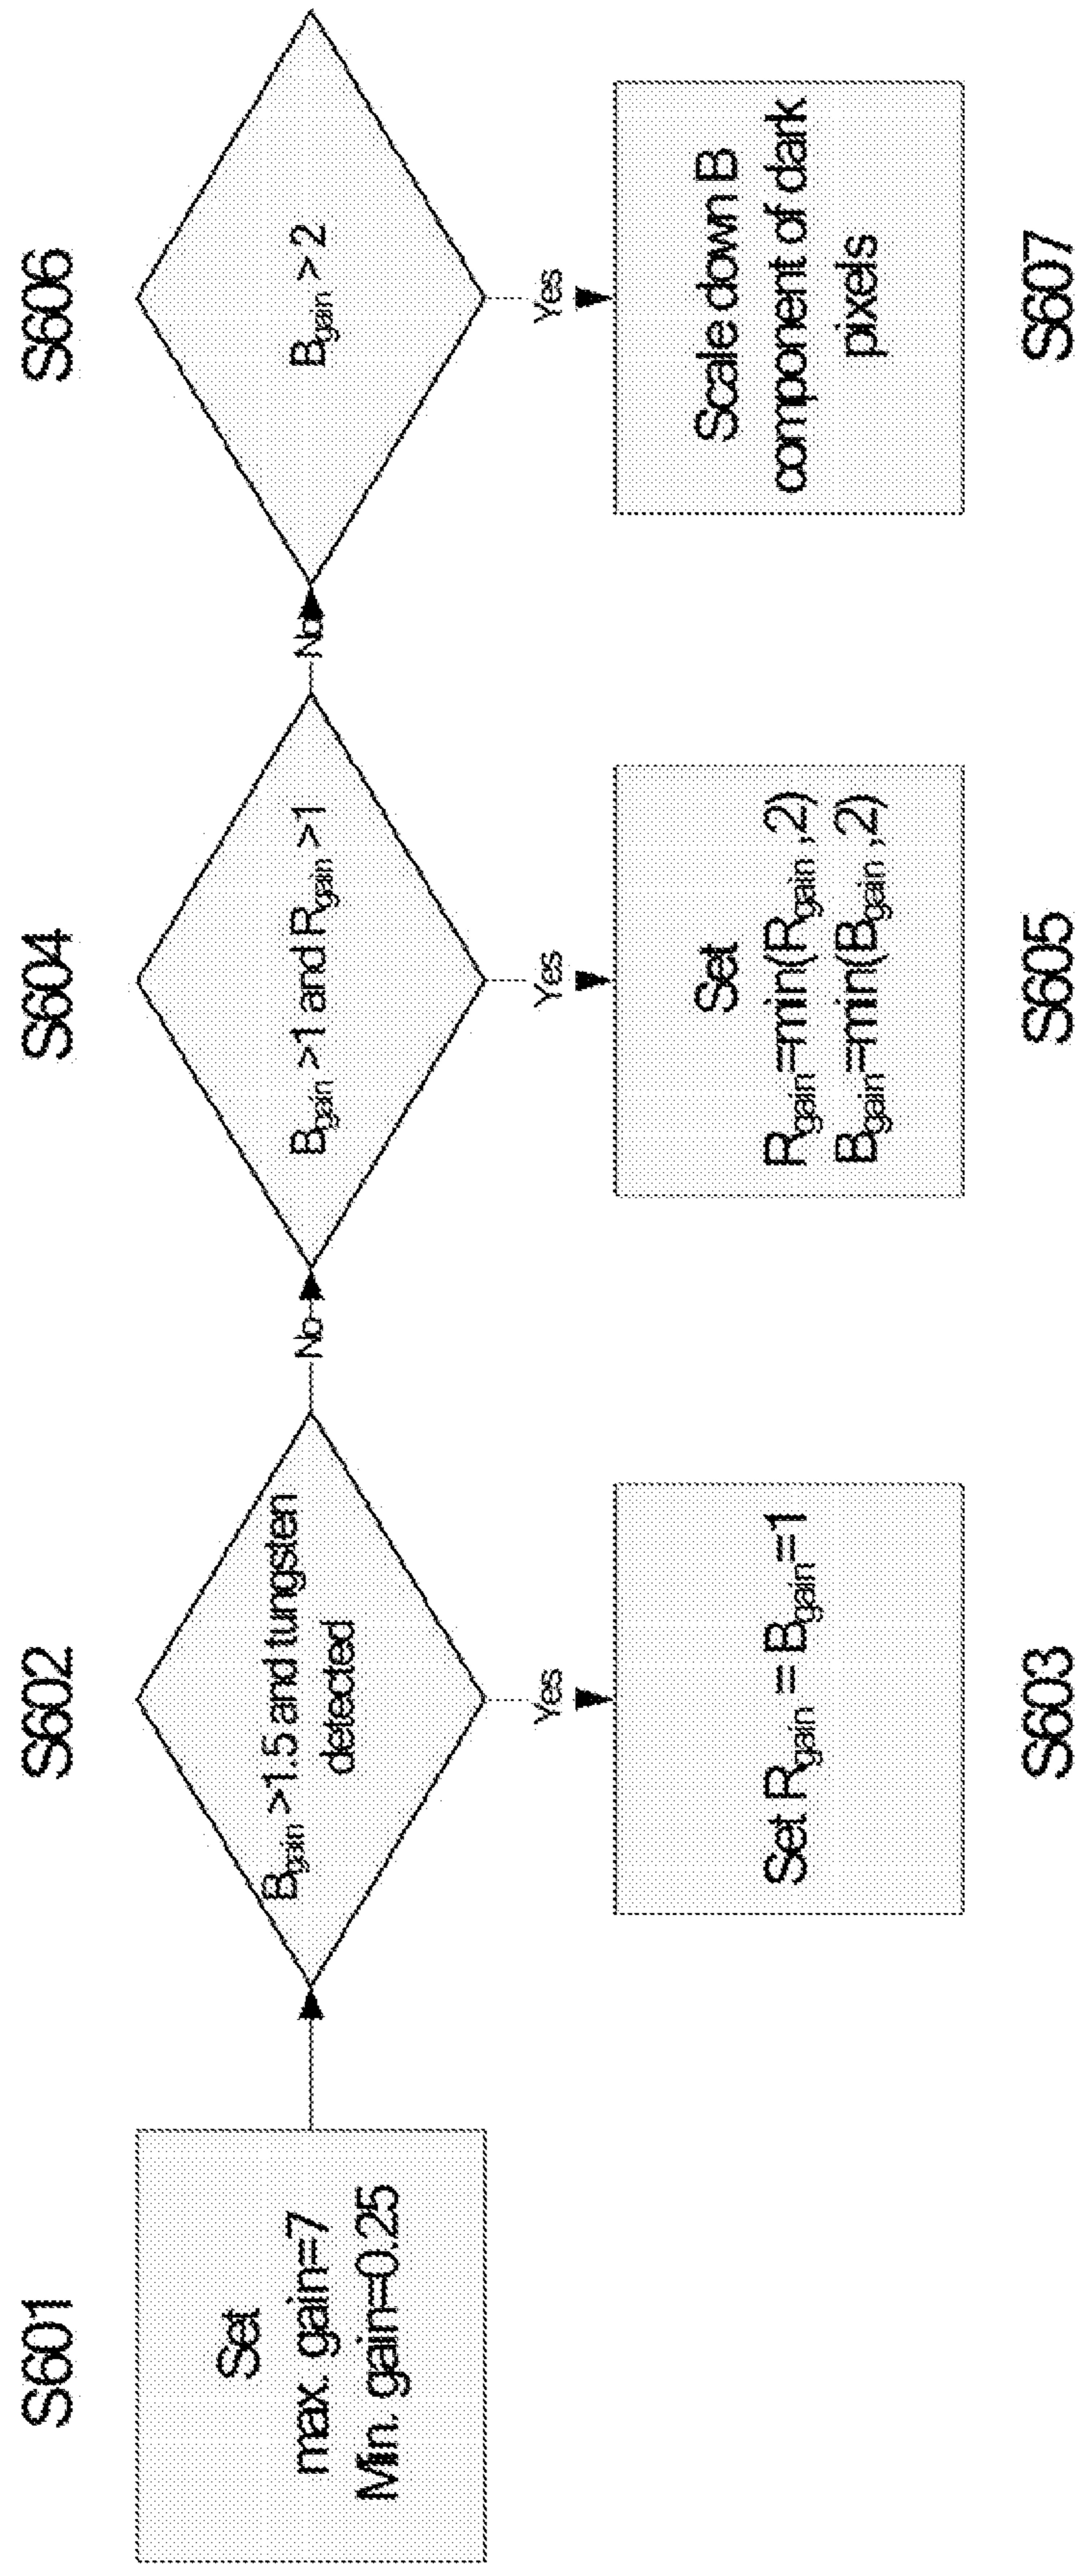 S601
Set
max. gain=7
Min. gain=0.25
S602
Bgain >1.5 and tungsten
detected
No
Yes
Set Rgain = Bgain=1
S603
S604
Bgain >1 and Rgain >1
No
Yes
Set
Rgain=min(Rgain ,2)
Bgain=min(Bgain ,2)
S605
S606
Bgain > 2
Yes
Scale down B
component of dark
pixels
S607